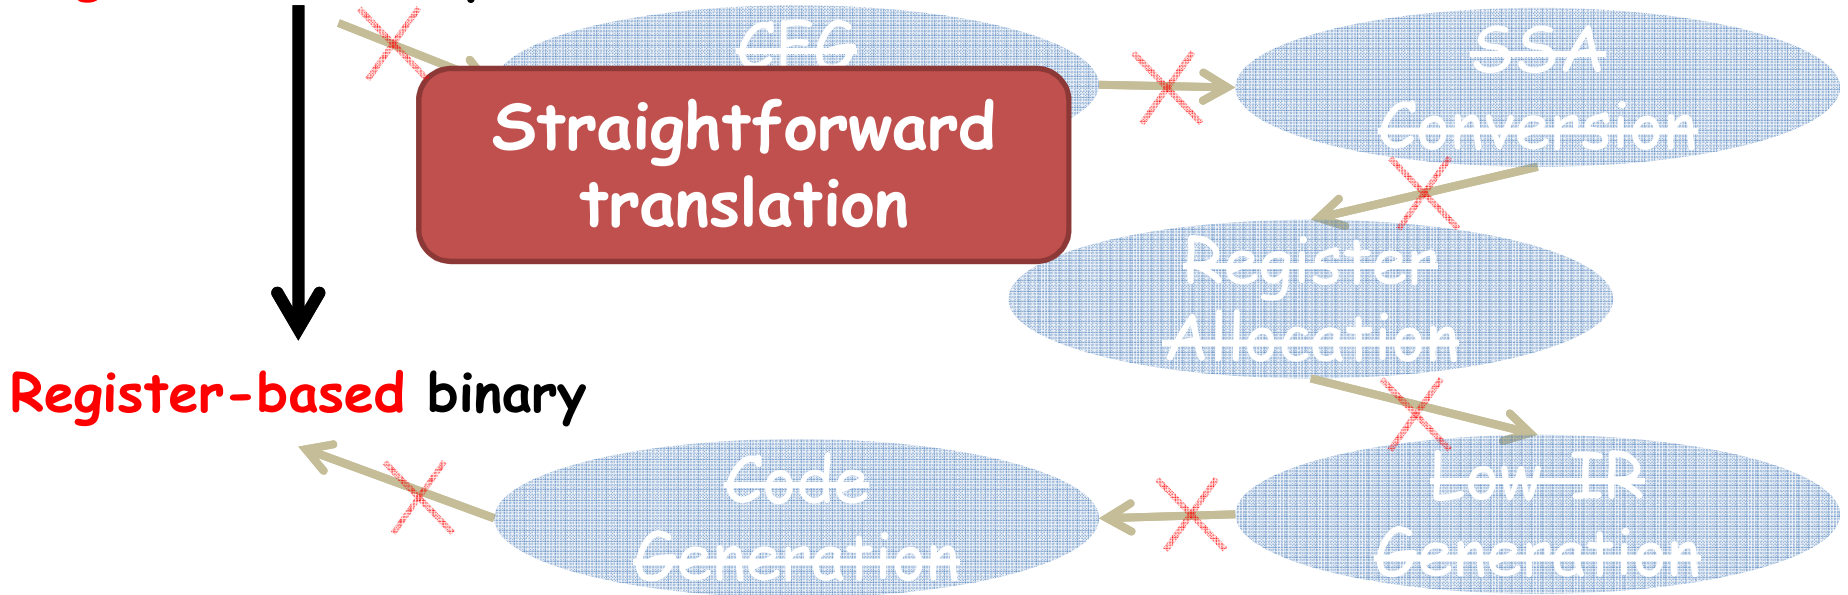 CFG
SSA
Conversion
Straightforward
translation
Register
Allocation
Register-based binary
Code
Generation
Low IR
Generation